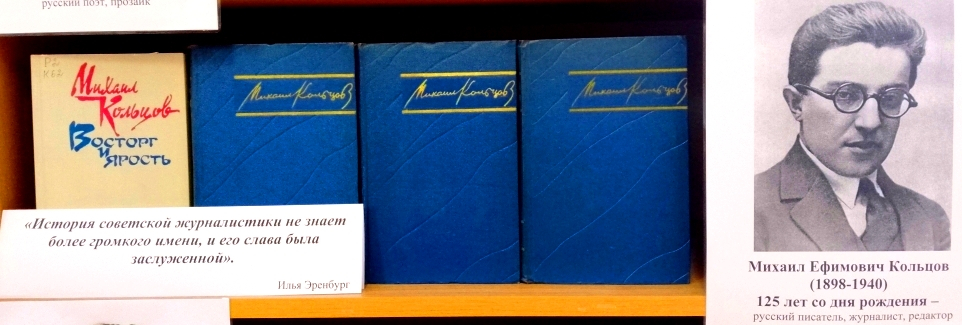 русский поэт, прозаик
Р2
К62
Михаил
Кольцов
Восторг
и
ярость
Михаил Кольцов
Михаил Кольцов
Михаил Кольцов
«История советской журналистики не знает
более громкого имени, и его слава была
заслуженной».
Илья Эренбург
Михаил Ефимович Кольцов
(1898-1940)
125 лет со дня рождения –
русский писатель, журналист, редактор